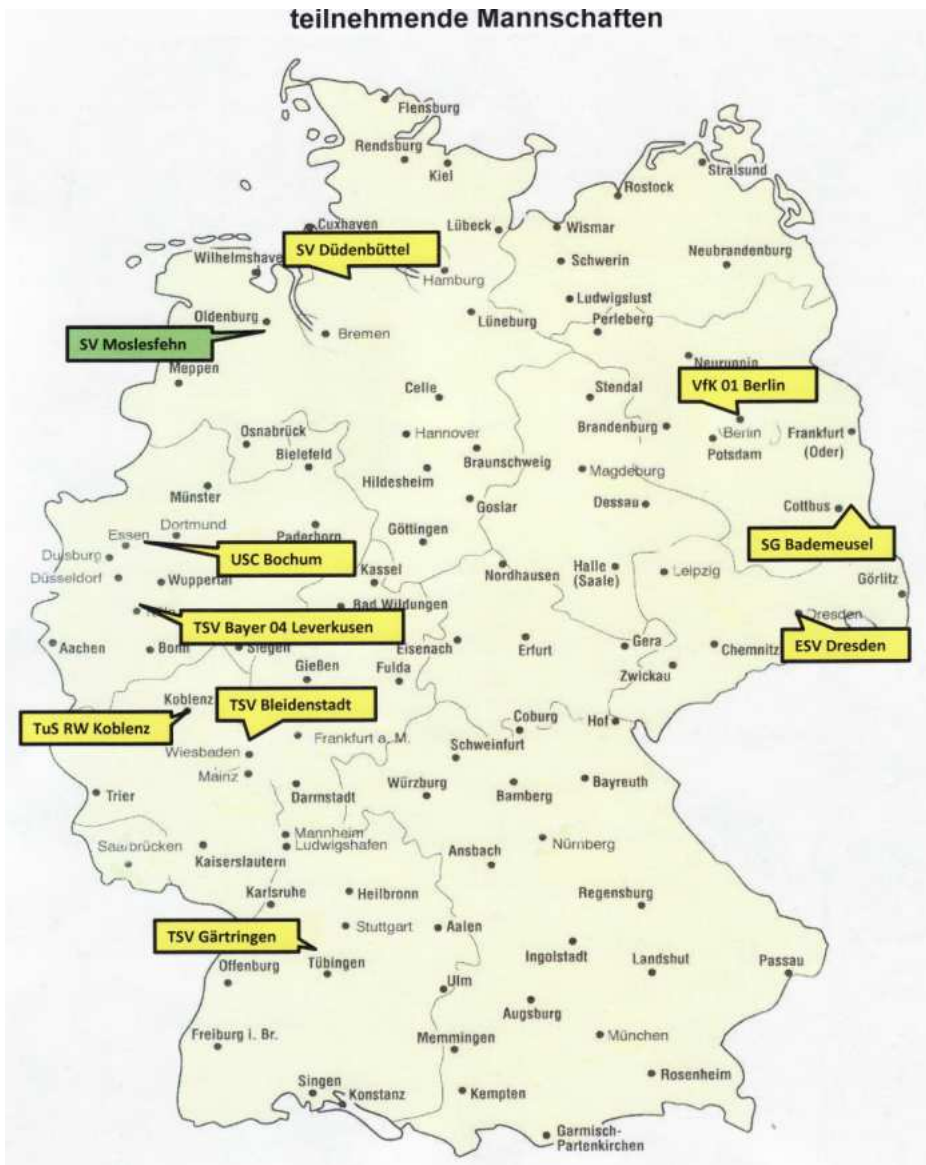 teilnehmende Mannschaften
Flensburg
Rendsburg
Kiel
Stralsund
Rostock
Cuxhaven
Lübeck
Wismar
SV Düdenbüttel
Wilhelmshave
Schwerin
Neubrandenburg
Hamburg
Ludwigslust
Oldenburg
Lüneburg
Perleberg
SV Moslesfehn
Bremen
Neuruppin
Meppen
VfK 01 Berlin
Celle
Stendal
Osnabrück
Hannover
Brandenburg
Berlin
Frankfurt
(Oder)
Bielefeld
Braunschweig
Potsdam
Hildesheim
Magdeburg
Münster
Goslar
Dessau
Cottbus
Dortmund
Essen
Paderborn
Göttingen
SG Bademeusel
Duisburg
USC Bochum
Düsseldorf
Wuppertal
Kassel
Nordhausen
Halle
(Saale)
Leipzig
Görlitz
Bad Wildungen
Köln
Dresden
TSV Bayer 04 Leverkusen
Aachen
Bonn
Siegen
Eisenach
Erfurt
Gera
Chemnitz
ESV Dresden
Gießen
Fulda
Zwickau
Koblenz
TSV Bleidenstadt
TuS RW Koblenz
Coburg
Hof
Frankfurt a. M.
Schweinfurt
Wiesbaden
Mainz
Würzburg
Bamberg
Bayreuth
Trier
Darmstadt
Mannheim
Ludwigshafen
Saarbrücken
Kaiserslautern
Ansbach
Nürnberg
Karlsruhe
Heilbronn
Regensburg
Stuttgart
Aalen
TSV Gärtringen
Ingolstadt
Landshut
Passau
Offenburg
Tübingen
Ulm
Augsburg
Freiburg i. Br.
Memmingen
München
Rosenheim
Singen
Konstanz
Kempten
Garmisch-
Partenkirchen